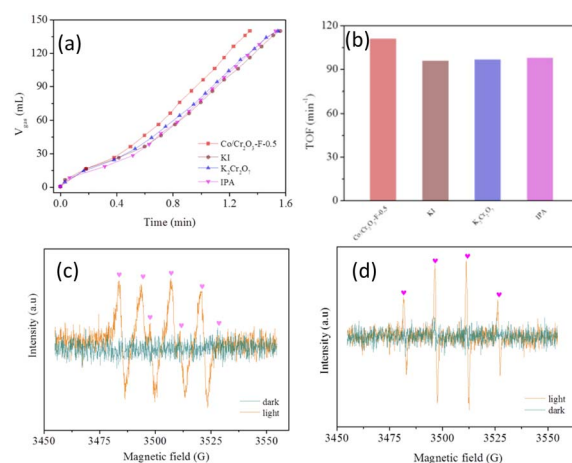 (a)
150
120
90
60
30
0
V gas (mL)
Co/Cr2O3-F-0.5
KI
K2Cr2O7
IPA
0.0 0.4 0.8 1.2 1.6
Time (min)
(b)
120
90
60
30
0
TOF (min-1)
Co/Cr2O3-F-0.5
KI
K2Cr2O7
IPA
(c)
Intensity (a.u)
dark
light
3450 3475 3500 3525 3550
Magnetic field (G)
(d)
Intensity (a.u)
light
dark
3450 3475 3500 3525 3550
Magnetic field (G)